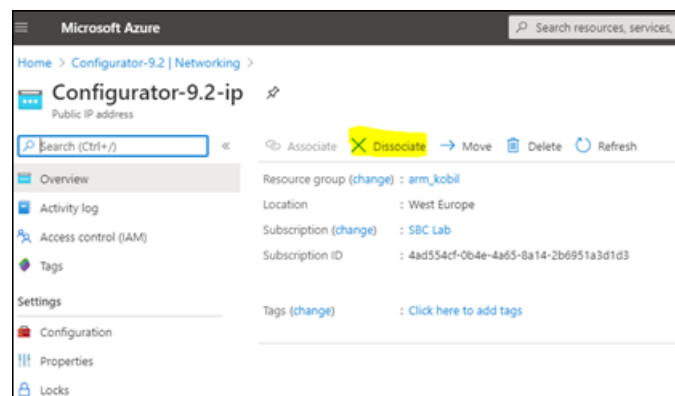 Microsoft Azure
Search resources, services,
Home > Configurator-9.2 | Networking >
Configurator-9.2-ip
Public IP address
Search (Ctrl+/)
«
Associate Dissociate Move Delete Refresh
Overview
Activity log
Access control (IAM)
Tags
Settings
Configuration
Properties
Locks
Resource group (change) : arm_kobil
Location : West Europe
Subscription (change) : SBC Lab
Subscription ID : 4ad554cf-0b4e-4a65-8a14-2b6951a3d1d3
Tags (change) : Click here to add tags